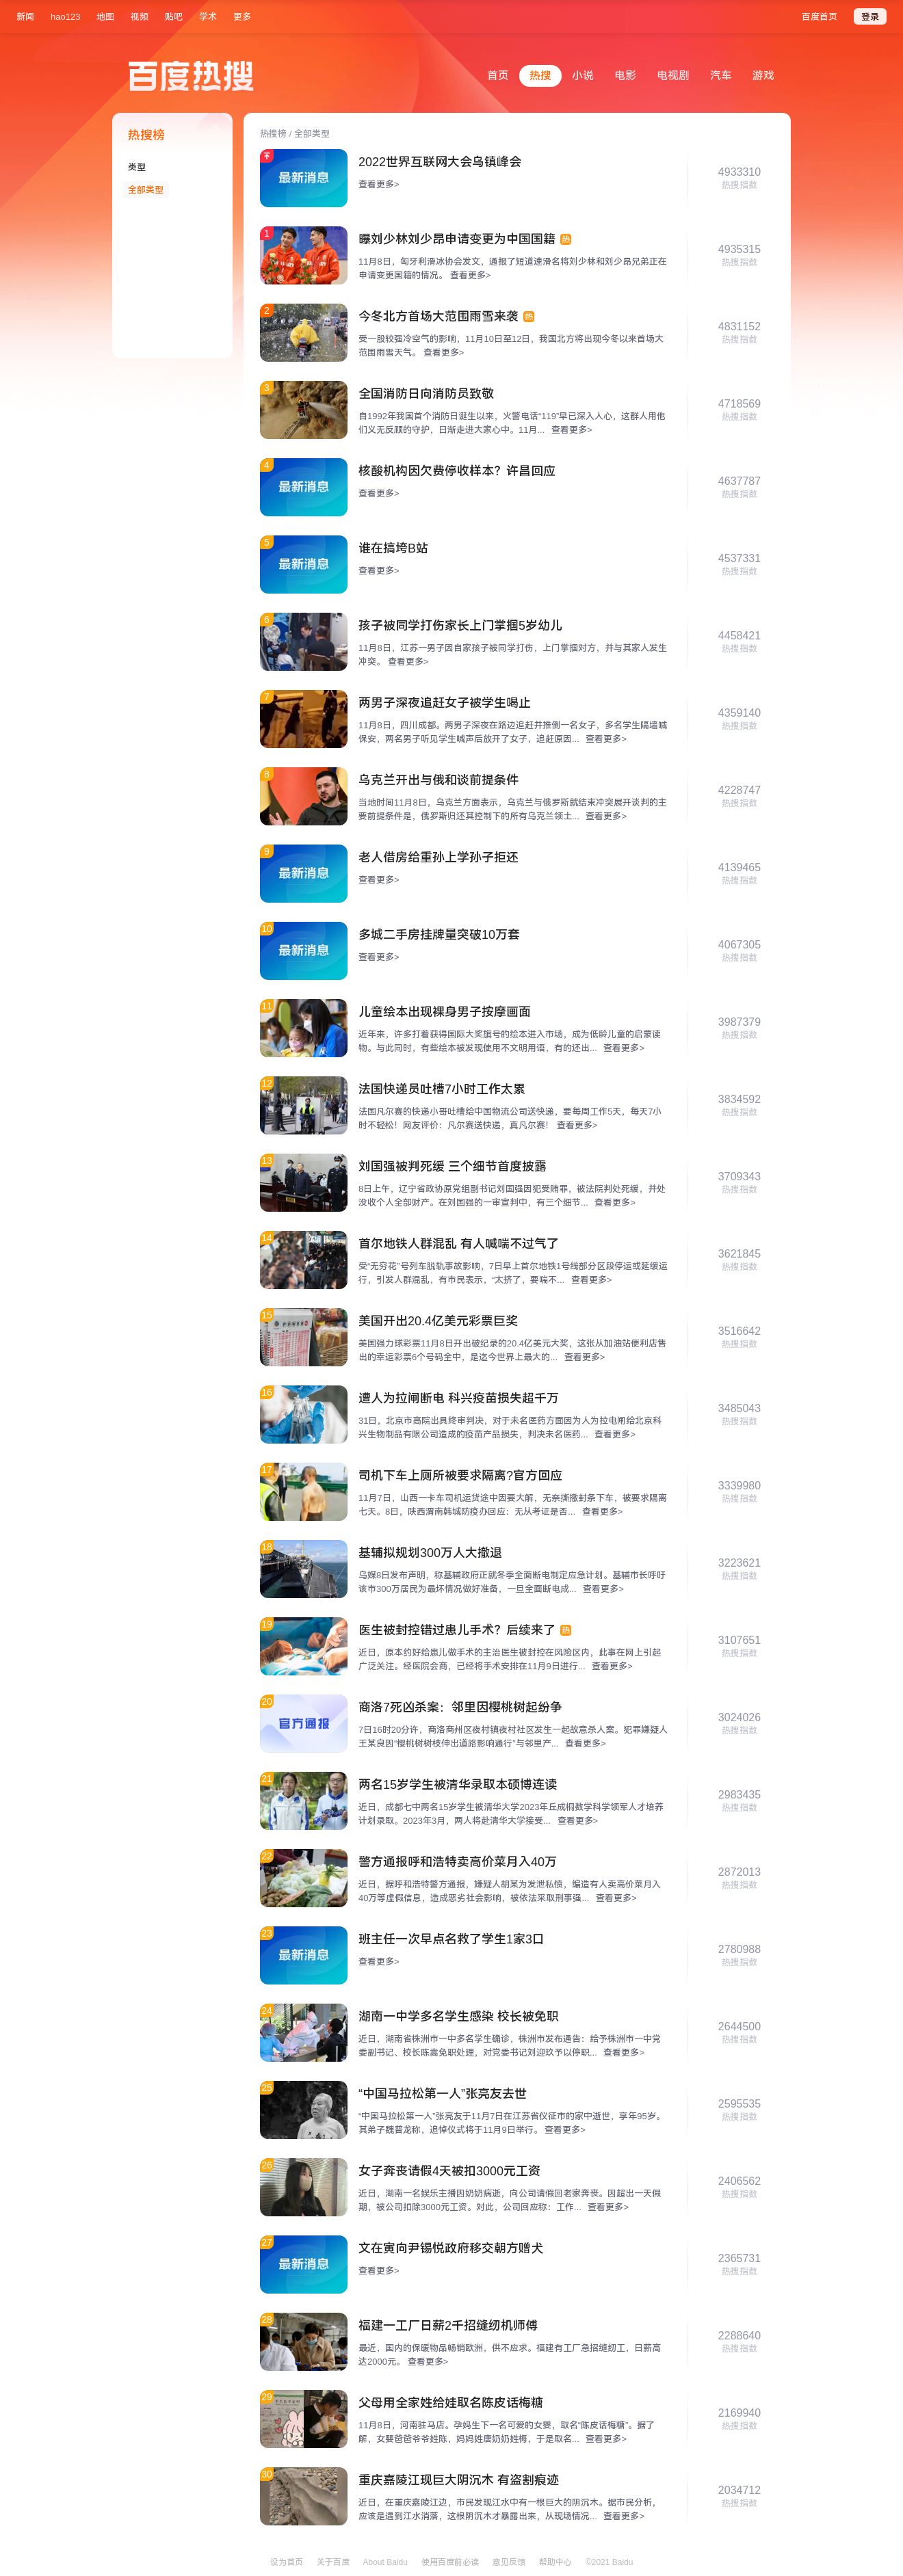 新闻 hao123 地图 视频 贴吧 学术 更多 百度首页 登录
百度热搜
首页 热搜 小说 电影 电视剧 汽车 游戏
热搜榜
类型
全部类型
热搜榜 / 全部类型
最新消息
2022世界互联网大会乌镇峰会
查看更多>
4933310
热搜指数
1
曝刘少林刘少昂申请变更为中国国籍 热
11月8日，匈牙利滑冰协会发文，通报了短道速滑名将刘少林和刘少昂兄弟正在
申请变更国籍的情况。 查看更多>
4935315
热搜指数
2
今冬北方首场大范围雨雪来袭 热
受一股较强冷空气的影响，11月10日至12日，我国北方将出现今冬以来首场大
范围雨雪天气。 查看更多>
4831152
热搜指数
3
全国消防日向消防员致敬
自1992年我国首个消防日诞生以来，火警电话“119”早已深入人心，这群人用他
们义无反顾的守护，日渐走进大家心中。11月... 查看更多>
4718569
热搜指数
4
最新消息
核酸机构因欠费停收样本？许昌回应
查看更多>
4637787
热搜指数
5
最新消息
谁在搞垮B站
查看更多>
4537331
热搜指数
6
孩子被同学打伤家长上门掌掴5岁幼儿
11月8日，江苏一男子因自家孩子被同学打伤，上门掌掴对方，并与其家人发生
冲突。 查看更多>
4458421
热搜指数
7
两男子深夜追赶女子被学生喝止
11月8日，四川成都。两男子深夜在路边追赶并推倒一名女子，多名学生隔墙喊
保安，两名男子听见学生喊声后放开了女子，追赶原因... 查看更多>
4359140
热搜指数
8
乌克兰开出与俄和谈前提条件
当地时间11月8日，乌克兰方面表示，乌克兰与俄罗斯就结束冲突展开谈判的主
要前提条件是，俄罗斯归还其控制下的所有乌克兰领土... 查看更多>
4228747
热搜指数
9
最新消息
老人借房给重孙上学孙子拒还
查看更多>
4139465
热搜指数
10
最新消息
多城二手房挂牌量突破10万套
查看更多>
4067305
热搜指数
11
儿童绘本出现裸身男子按摩画面
近年来，许多打着获得国际大奖旗号的绘本进入市场，成为低龄儿童的启蒙读
物。与此同时，有些绘本被发现使用不文明用语，有的还出... 查看更多>
3987379
热搜指数
12
法国快递员吐槽7小时工作太累
法国凡尔赛的快递小哥吐槽给中国物流公司送快递，要每周工作5天，每天7小
时不轻松！网友评价：凡尔赛送快递，真凡尔赛！ 查看更多>
3834592
热搜指数
13
刘国强被判死缓 三个细节首度披露
8日上午，辽宁省政协原党组副书记刘国强因犯受贿罪，被法院判处死缓，并处
没收个人全部财产。在刘国强的一审宣判中，有三个细节... 查看更多>
3709343
热搜指数
14
首尔地铁人群混乱 有人喊喘不过气了
受“无穷花”号列车脱轨事故影响，7日早上首尔地铁1号线部分区段停运或延缓运
行，引发人群混乱，有市民表示，“太挤了，要喘不... 查看更多>
3621845
热搜指数
15
美国开出20.4亿美元彩票巨奖
美国强力球彩票11月8日开出破纪录的20.4亿美元大奖，这张从加油站便利店售
出的幸运彩票6个号码全中，是迄今世界上最大的... 查看更多>
3516642
热搜指数
16
遭人为拉闸断电 科兴疫苗损失超千万
31日，北京市高院出具终审判决，对于未名医药方面因为人为拉电闸给北京科
兴生物制品有限公司造成的疫苗产品损失，判决未名医药... 查看更多>
3485043
热搜指数
17
司机下车上厕所被要求隔离?官方回应
11月7日，山西一卡车司机运货途中因要大解，无奈撕撤封条下车，被要求隔离
七天。8日，陕西渭南韩城防疫办回应：无从考证是否... 查看更多>
3339980
热搜指数
18
基辅拟规划300万人大撤退
乌媒8日发布声明，称基辅政府正就冬季全面断电制定应急计划。基辅市长呼吁
该市300万居民为最坏情况做好准备，一旦全面断电成... 查看更多>
3223621
热搜指数
19
医生被封控错过患儿手术？后续来了 热
近日，原本约好给患儿做手术的主治医生被封控在风险区内，此事在网上引起
广泛关注。经医院会商，已经将手术安排在11月9日进行... 查看更多>
3107651
热搜指数
20
官方通报
商洛7死凶杀案：邻里因樱桃树起纷争
7日16时20分许，商洛商州区夜村镇夜村社区发生一起故意杀人案。犯罪嫌疑人
王某良因“樱桃树树枝伸出道路影响通行”与邻里产... 查看更多>
3024026
热搜指数
21
两名15岁学生被清华录取本硕博连读
近日，成都七中两名15岁学生被清华大学2023年丘成桐数学科学领军人才培养
计划录取。2023年3月，两人将赴清华大学接受... 查看更多>
2983435
热搜指数
22
警方通报呼和浩特卖高价菜月入40万
近日，据呼和浩特警方通报，嫌疑人胡某为发泄私愤，编造有人卖高价菜月入
40万等虚假信息，造成恶劣社会影响，被依法采取刑事强... 查看更多>
2872013
热搜指数
23
最新消息
班主任一次早点名救了学生1家3口
查看更多>
2780988
热搜指数
24
湖南一中学多名学生感染 校长被免职
近日，湖南省株洲市一中多名学生确诊，株洲市发布通告：给予株洲市一中党
委副书记、校长陈嵩免职处理，对党委书记刘迎玖予以停职... 查看更多>
2644500
热搜指数
25
“中国马拉松第一人”张亮友去世
“中国马拉松第一人”张亮友于11月7日在江苏省仪征市的家中逝世，享年95岁。
其弟子魏普龙称，追悼仪式将于11月9日举行。 查看更多>
2595535
热搜指数
26
女子奔丧请假4天被扣3000元工资
近日，湖南一名娱乐主播因奶奶病逝，向公司请假回老家奔丧。因超出一天假
期，被公司扣除3000元工资。对此，公司回应称：工作... 查看更多>
2406562
热搜指数
27
最新消息
文在寅向尹锡悦政府移交朝方赠犬
查看更多>
2365731
热搜指数
28
福建一工厂日薪2千招缝纫机师傅
最近，国内的保暖物品畅销欧洲，供不应求。福建有工厂急招缝纫工，日薪高
达2000元。 查看更多>
2288640
热搜指数
29
父母用全家姓给娃取名陈皮话梅糖
11月8日，河南驻马店。孕妈生下一名可爱的女婴，取名“陈皮话梅糖”。据了
解，女婴爸爸爷爷姓陈，妈妈姓唐奶奶姓梅，于是取名... 查看更多>
2169940
热搜指数
30
重庆嘉陵江现巨大阴沉木 有盗割痕迹
近日，在重庆嘉陵江边，市民发现江水中有一根巨大的阴沉木。据市民分析，
应该是遇到江水消落，这根阴沉木才暴露出来，从现场情况... 查看更多>
2034712
热搜指数
设为首页 关于百度 About Baidu 使用百度前必读 意见反馈 帮助中心 ©2021 Baidu